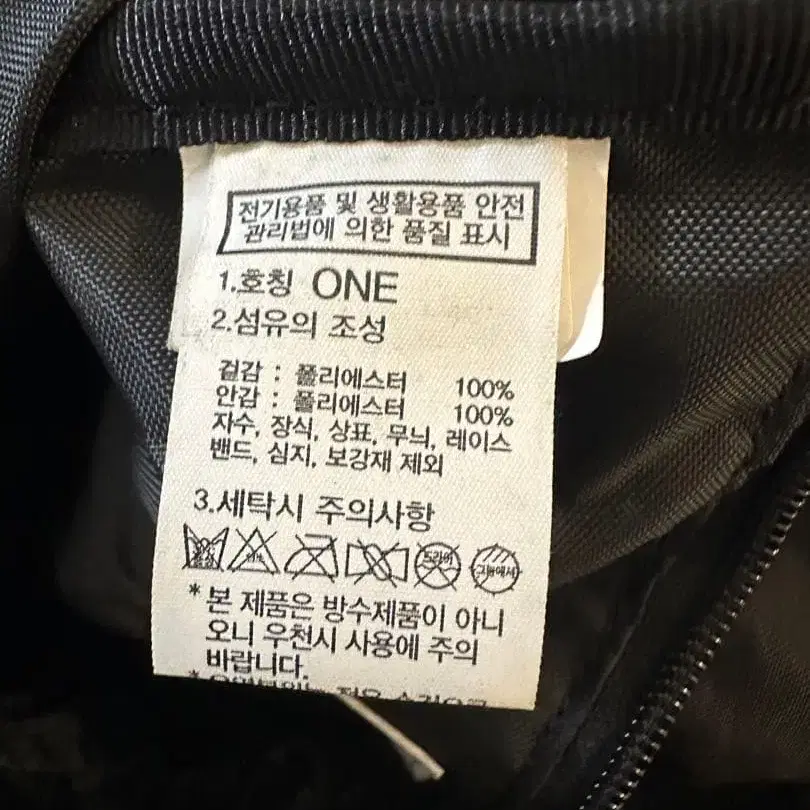 전기용품 및 생활용품 안전
관리법에 의한 품질 표시
1.호칭 ONE
2.섬유의 조성
겉감 : 폴리에스터 100%
안감 : 폴리에스터 100%
자수, 장식, 상표, 무늬, 레이스
밴드, 심지, 보강재 제외
3.세탁시 주의사항
드라이
* 본 제품은 방수제품이 아니
오니 우천시 사용에 주의
바랍니다.
*